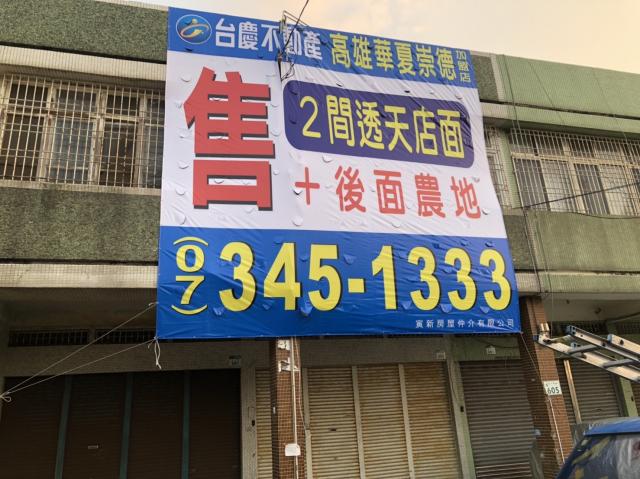 台慶不動產 高雄華夏崇德加盟店
售
2間透天店面
+後面農地
(07)345-1333
寅新房屋仲介有限公司
605